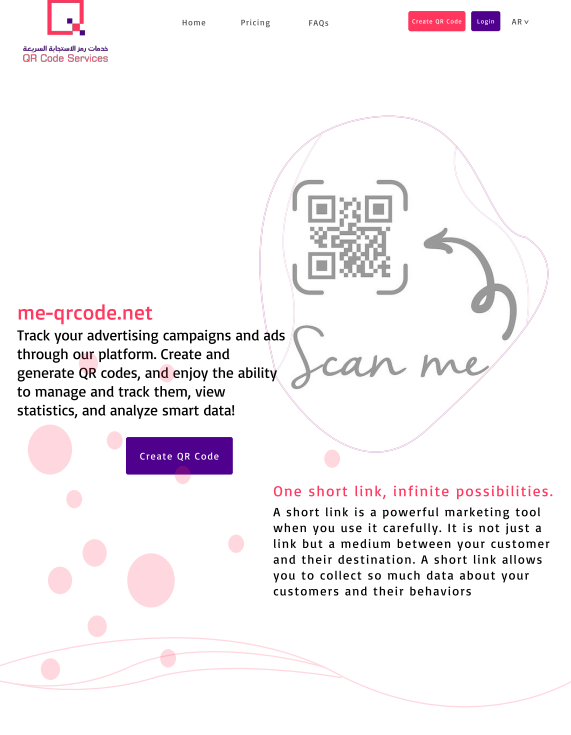 خدمات رمز الاستجابة السريعة
QR Code Services
Home
Pricing
FAQs
Create QR Code
Login
AR v
Scan me
me-qrcode.net
Track your advertising campaigns and ads
through our platform. Create and
generate QR codes, and enjoy the ability
to manage and track them, view
statistics, and analyze smart data!
Create QR Code
One short link, infinite possibilities.
A short link is a powerful marketing tool
when you use it carefully. It is not just a
link but a medium between your customer
and their destination. A short link allows
you to collect so much data about your
customers and their behaviors